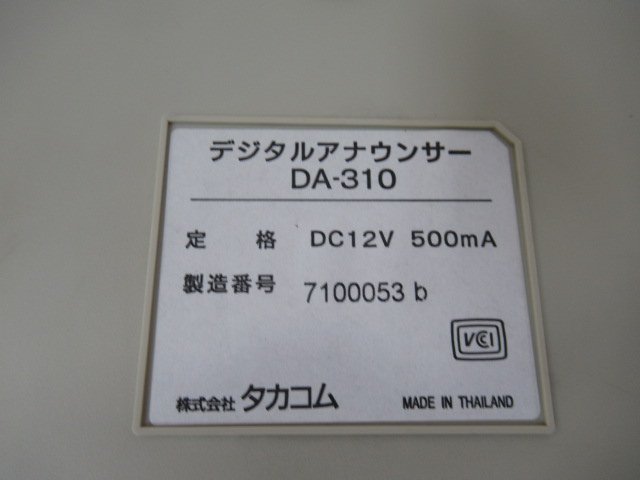 デジタルアナウンサー
DA-310
定 格 DC12V 500mA
製造番号 7100053 b
VCCI
株式会社 タカコム MADE IN THAILAND